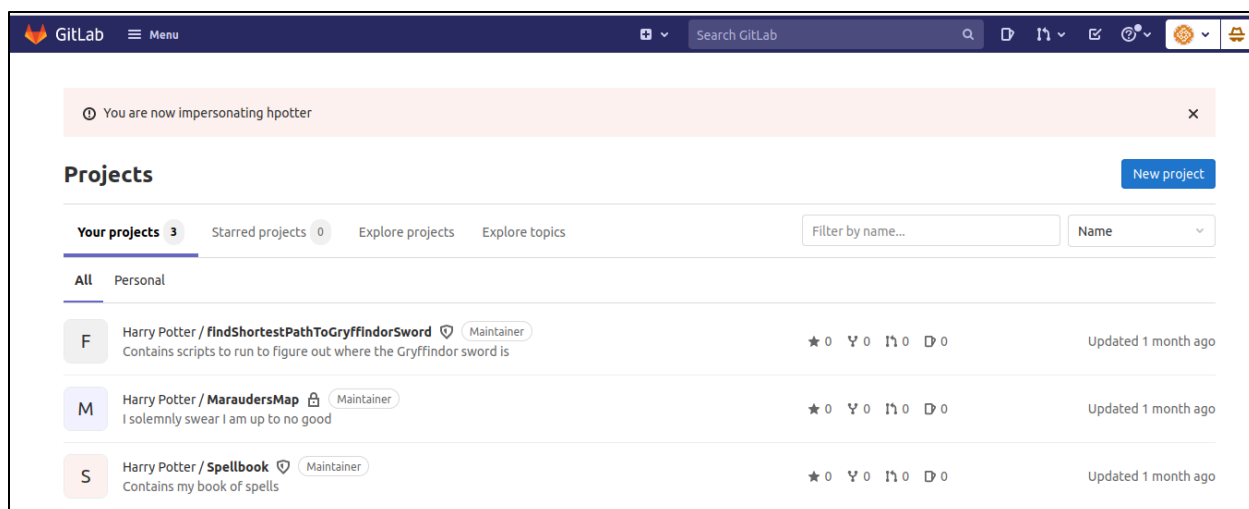 GitLab Menu Search GitLab
You are now impersonating hpotter
Projects New project
Your projects 3 Starred projects 0 Explore projects Explore topics Filter by name... Name
All Personal
F Harry Potter / findShortestPathToGryffindorSword Maintainer 0 0 0 0 Updated 1 month ago
Contains scripts to run to figure out where the Gryffindor sword is
M Harry Potter / MaraudersMap Maintainer 0 0 0 0 Updated 1 month ago
I solemnly swear I am up to no good
S Harry Potter / Spellbook Maintainer 0 0 0 0 Updated 1 month ago
Contains my book of spells